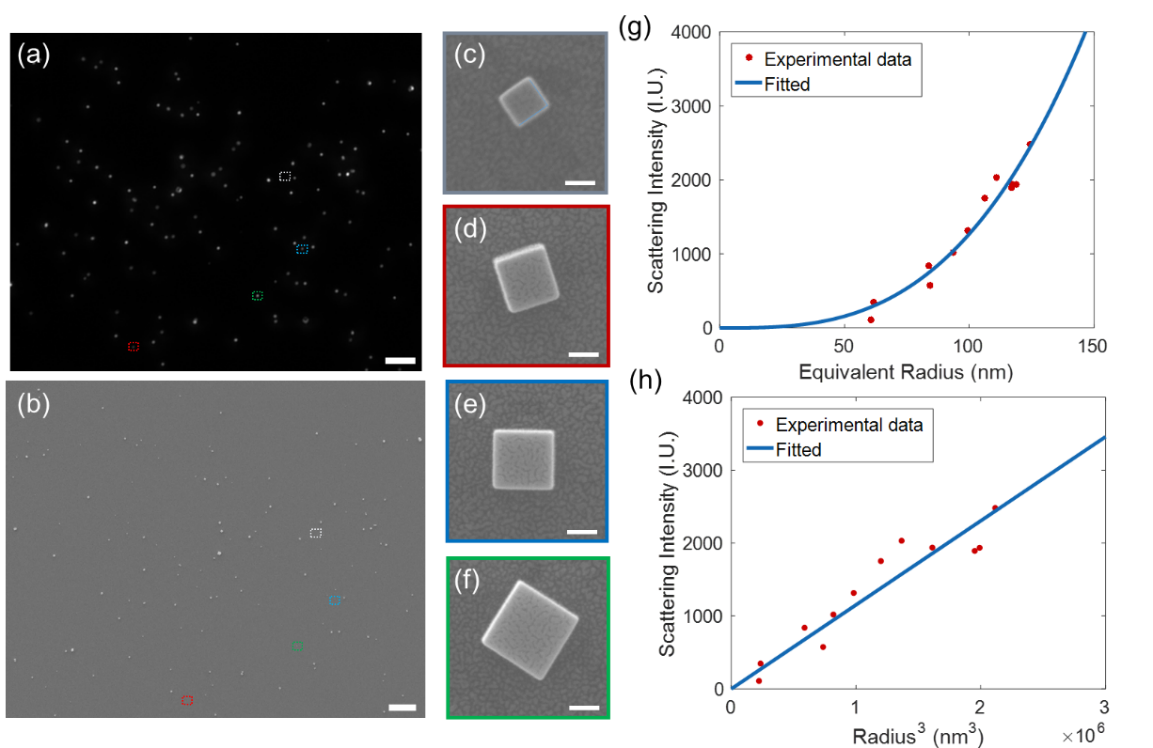 (a)
(b)
(c)
(d)
(e)
(f)
(g)
4000
3000
2000
1000
0
Scattering Intensity (I.U.)
Experimental data
Fitted
0
50
100
150
Equivalent Radius (nm)
(h)
4000
3000
2000
1000
0
Scattering Intensity (I.U.)
Experimental data
Fitted
0
1
2
3
×10⁶
Radius³ (nm³)